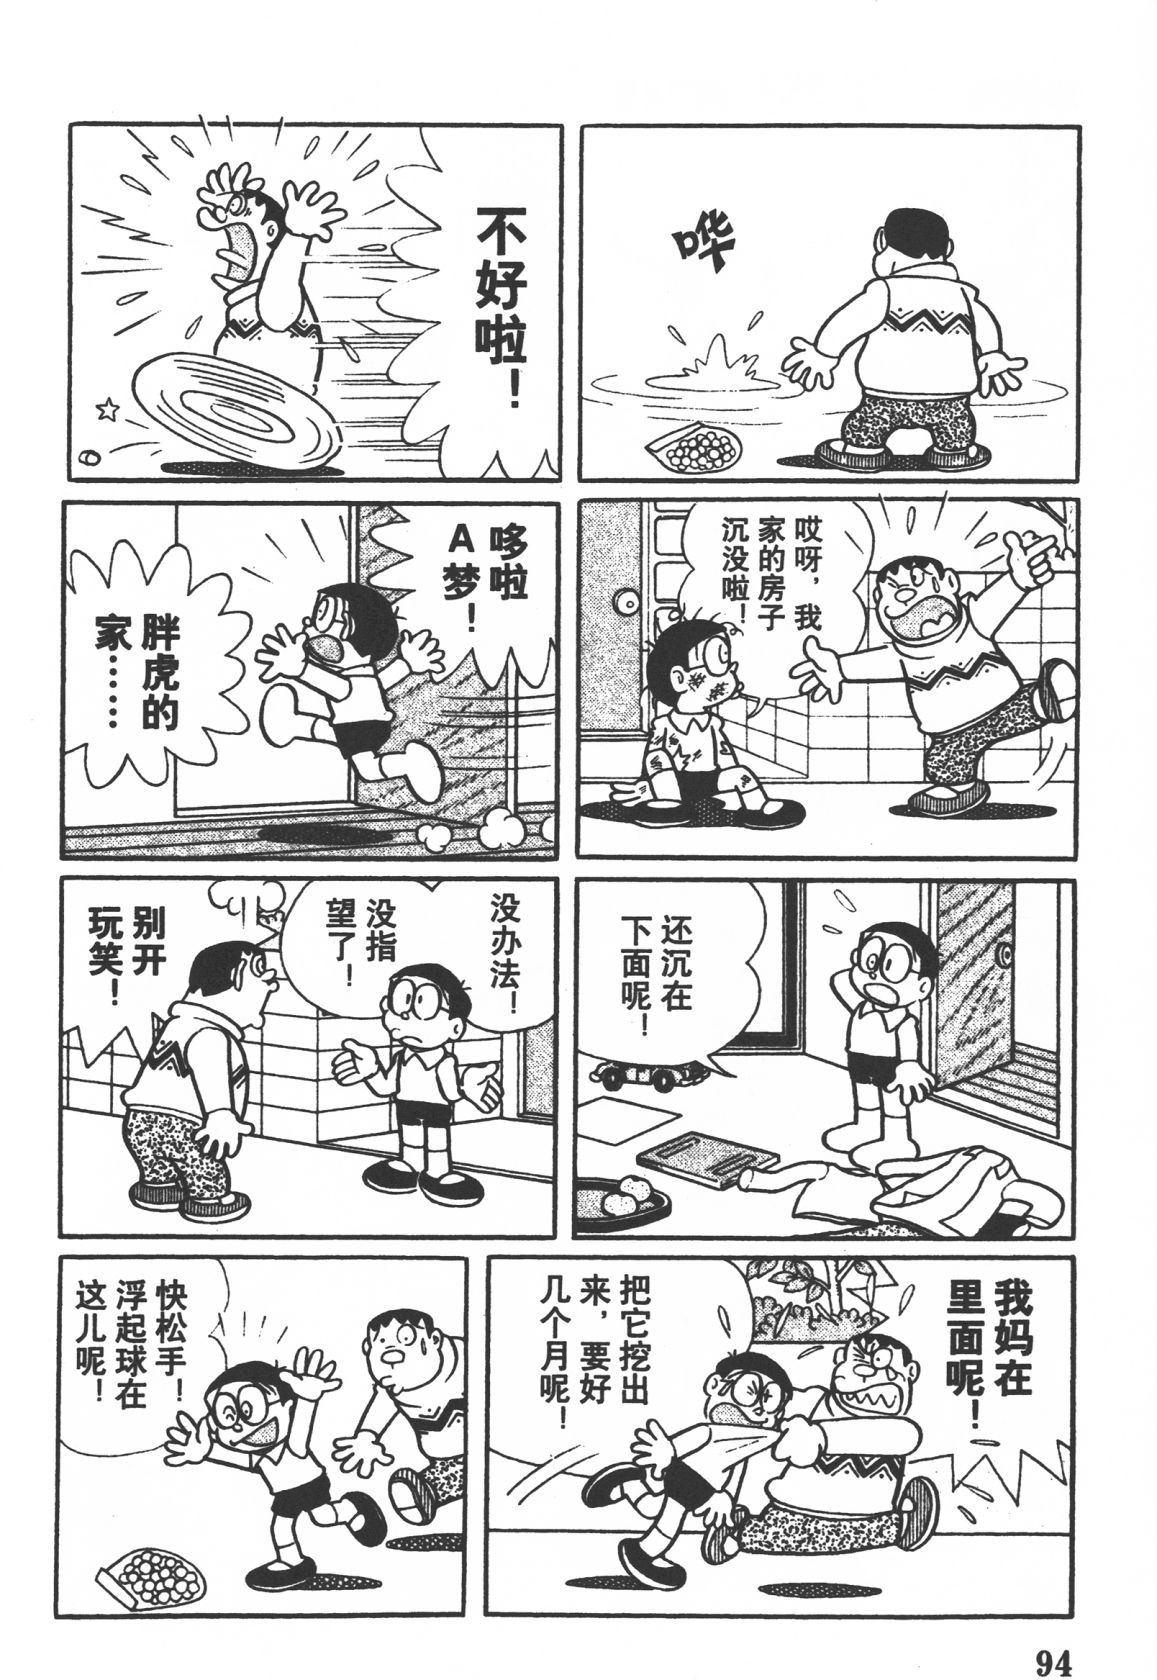 哗
不好啦！
哎呀，我
家的房子
沉没啦！
哆啦
A梦！
胖虎的
家……
还沉在
下面呢！
没办法！
没指
望了！
别开
玩笑！
我妈在
里面呢！
把它挖出
来，要好
几个月呢！
快松手！
浮起球在
这儿呢！
94